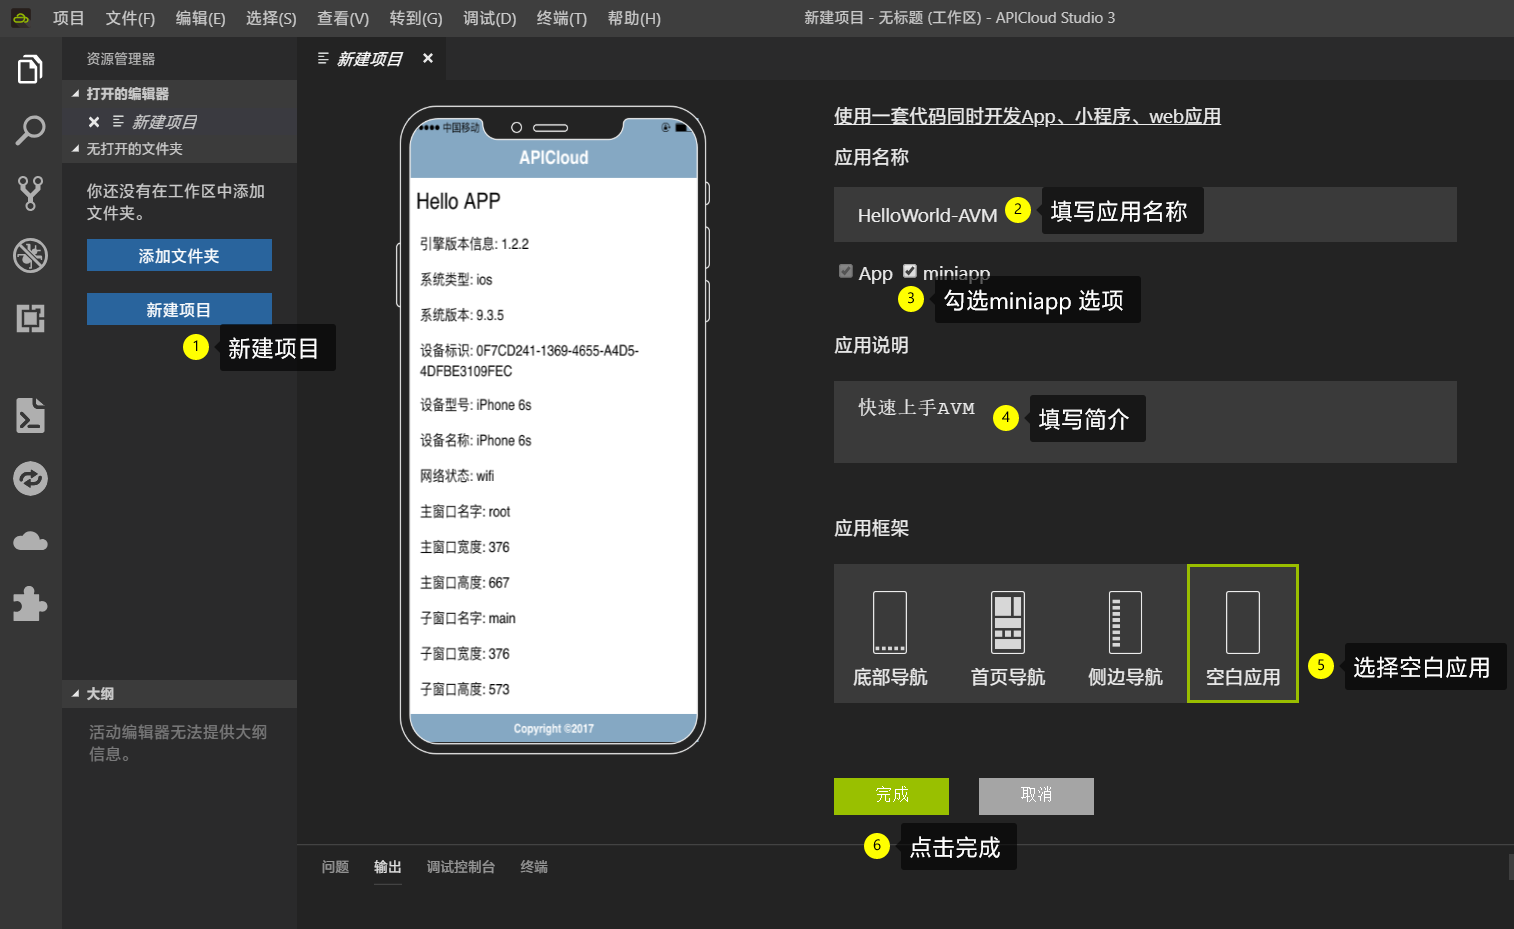 项目 文件(F) 编辑(E) 选择(S) 查看(V) 转到(G) 调试(D) 终端(T) 帮助(H) 新建项目 - 无标题 (工作区) - APICloud Studio 3
资源管理器
新建项目
打开的编辑器
新建项目
无打开的文件夹
你还没有在工作区中添加
文件夹。
添加文件夹
新建项目
1 新建项目
大纲
活动编辑器无法提供大纲
信息。
中国移动
APICloud
Hello APP
引擎版本信息: 1.2.2
系统类型: ios
系统版本: 9.3.5
设备标识: 0F7CD241-1369-4655-A4D5-
4DFBE3109FEC
设备型号: iPhone 6s
设备名称: iPhone 6s
网络状态: wifi
主窗口名字: root
主窗口宽度: 376
主窗口高度: 667
子窗口名字: main
子窗口宽度: 376
子窗口高度: 573
Copyright ©2017
使用一套代码同时开发App、小程序、web应用
应用名称
HelloWorld-AVM 2 填写应用名称
App miniapp
3 勾选miniapp 选项
应用说明
快速上手AVM 4 填写简介
应用框架
底部导航 首页导航 侧边导航 空白应用
5 选择空白应用
完成 取消
6 点击完成
问题 输出 调试控制台 终端